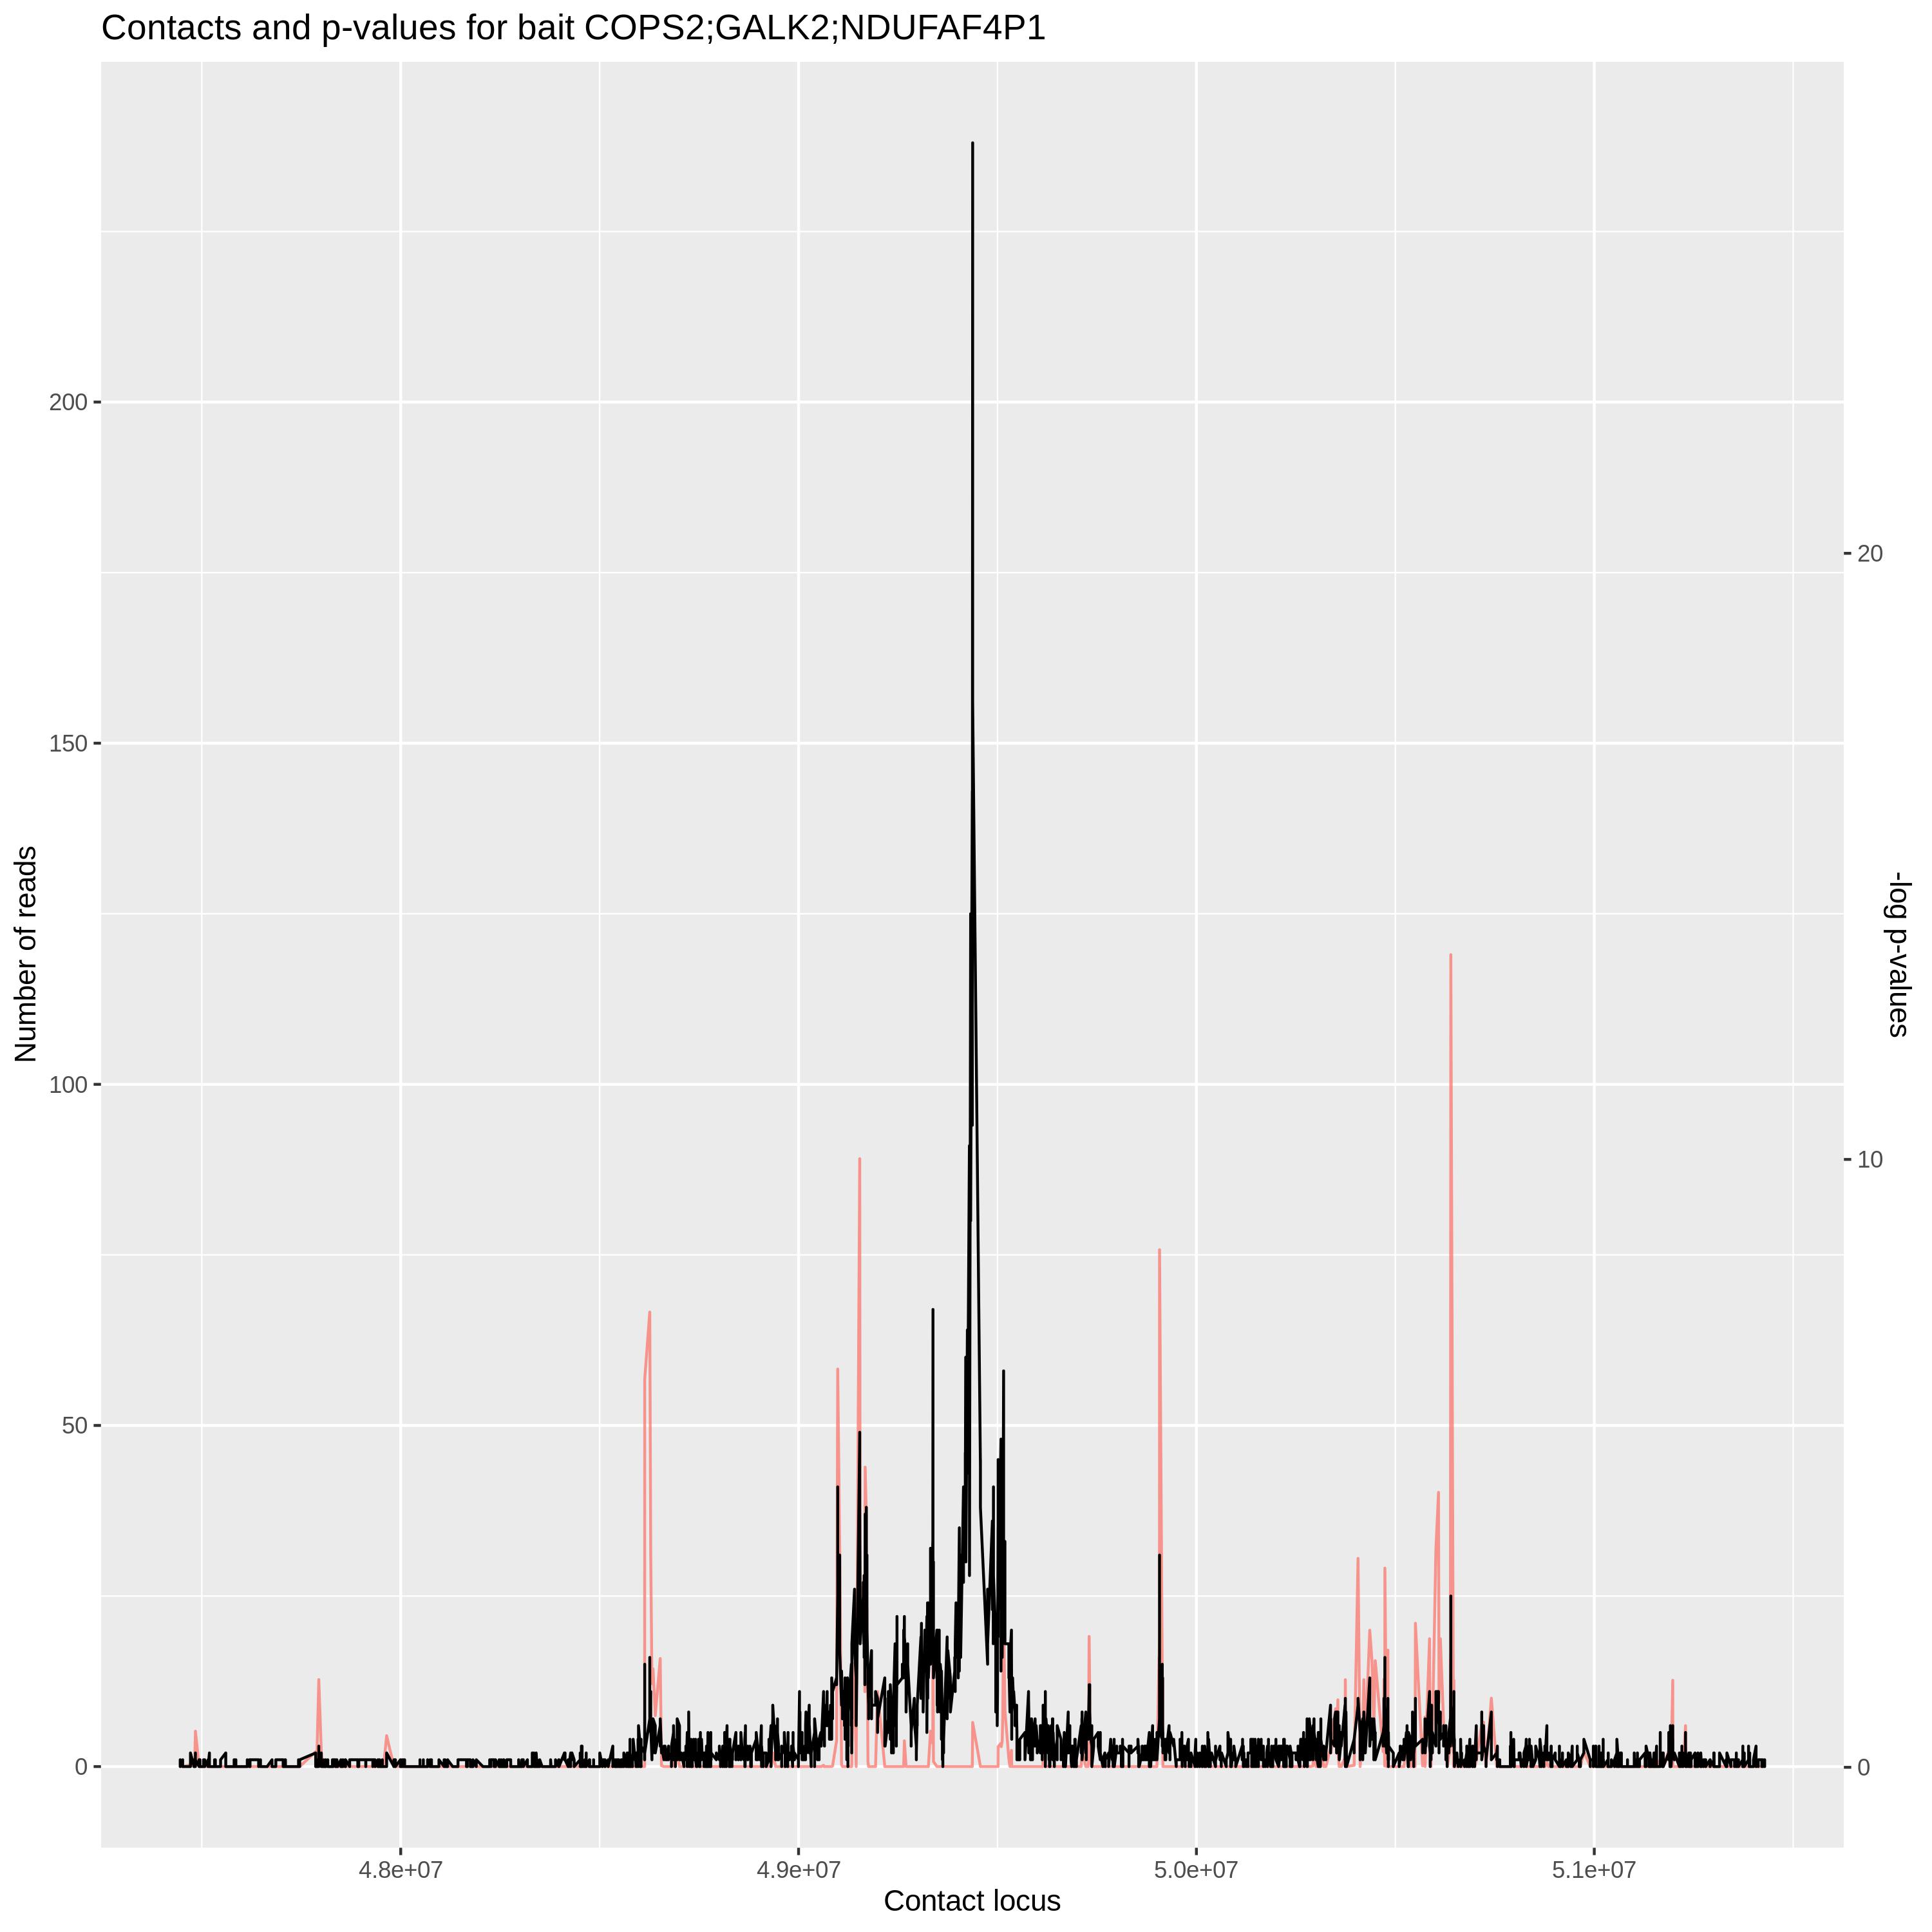 Contacts and p-values for bait COPS2;GALK2;NDUFAF4P1
200
150
100
50
0
Number of reads
20
10
0
-log p-values
4.8e+07 4.9e+07 5.0e+07 5.1e+07
Contact locus